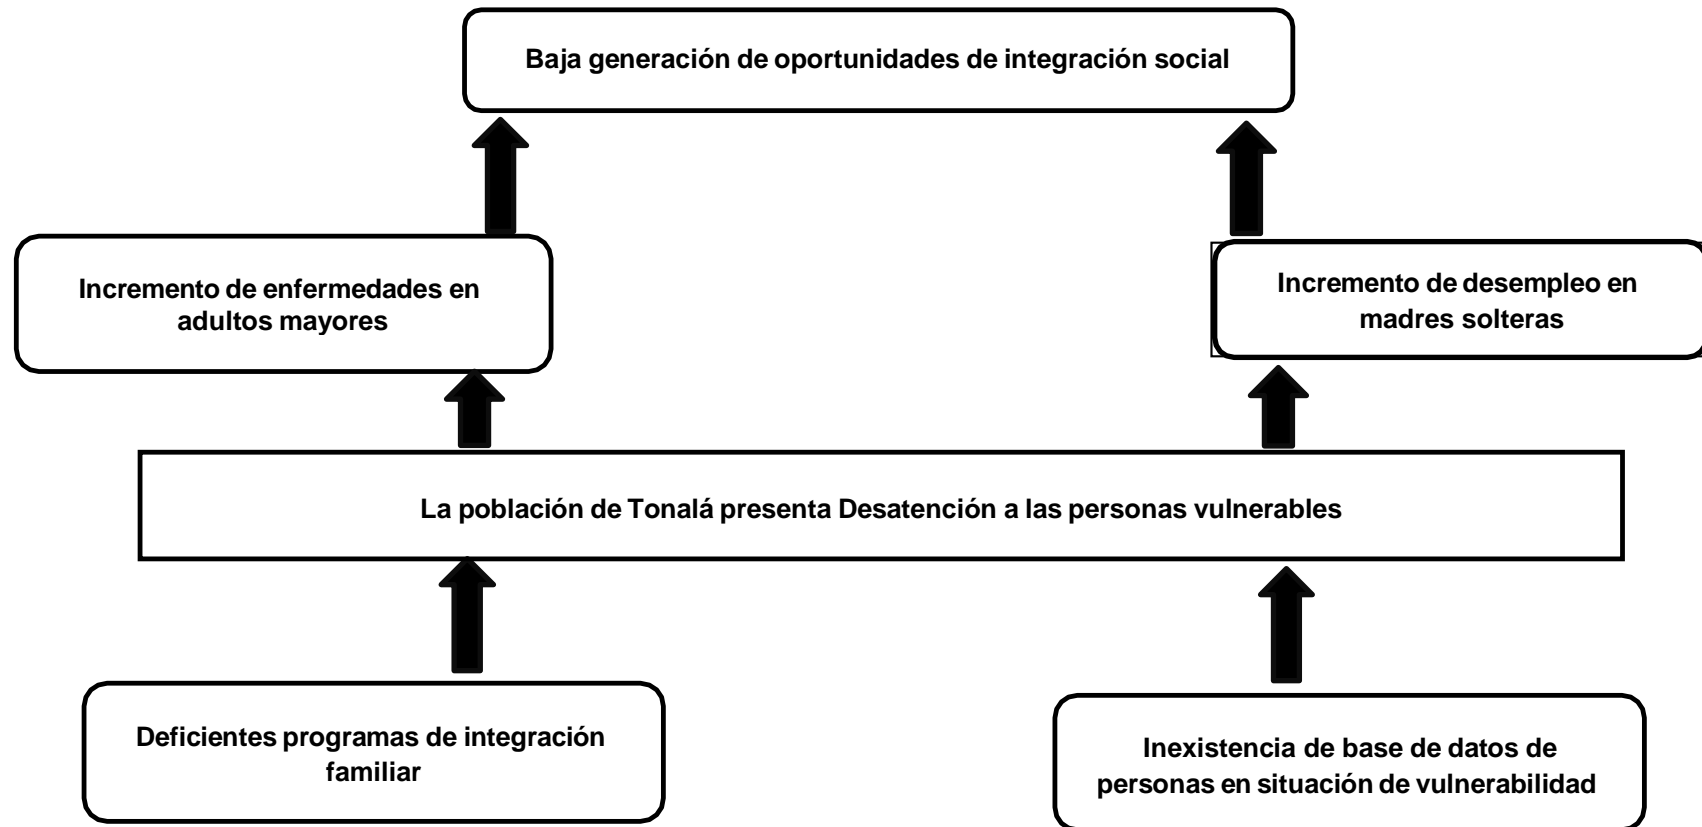 Baja generación de oportunidades de integración social
Incremento de enfermedades en
adultos mayores
Incremento de desempleo en
madres solteras
La población de Tonalá presenta Desatención a las personas vulnerables
Deficientes programas de integración
familiar
Inexistencia de base de datos de
personas en situación de vulnerabilidad